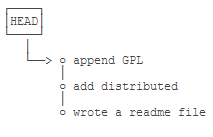 HEAD
append GPL
add distributed
wrote a readme file